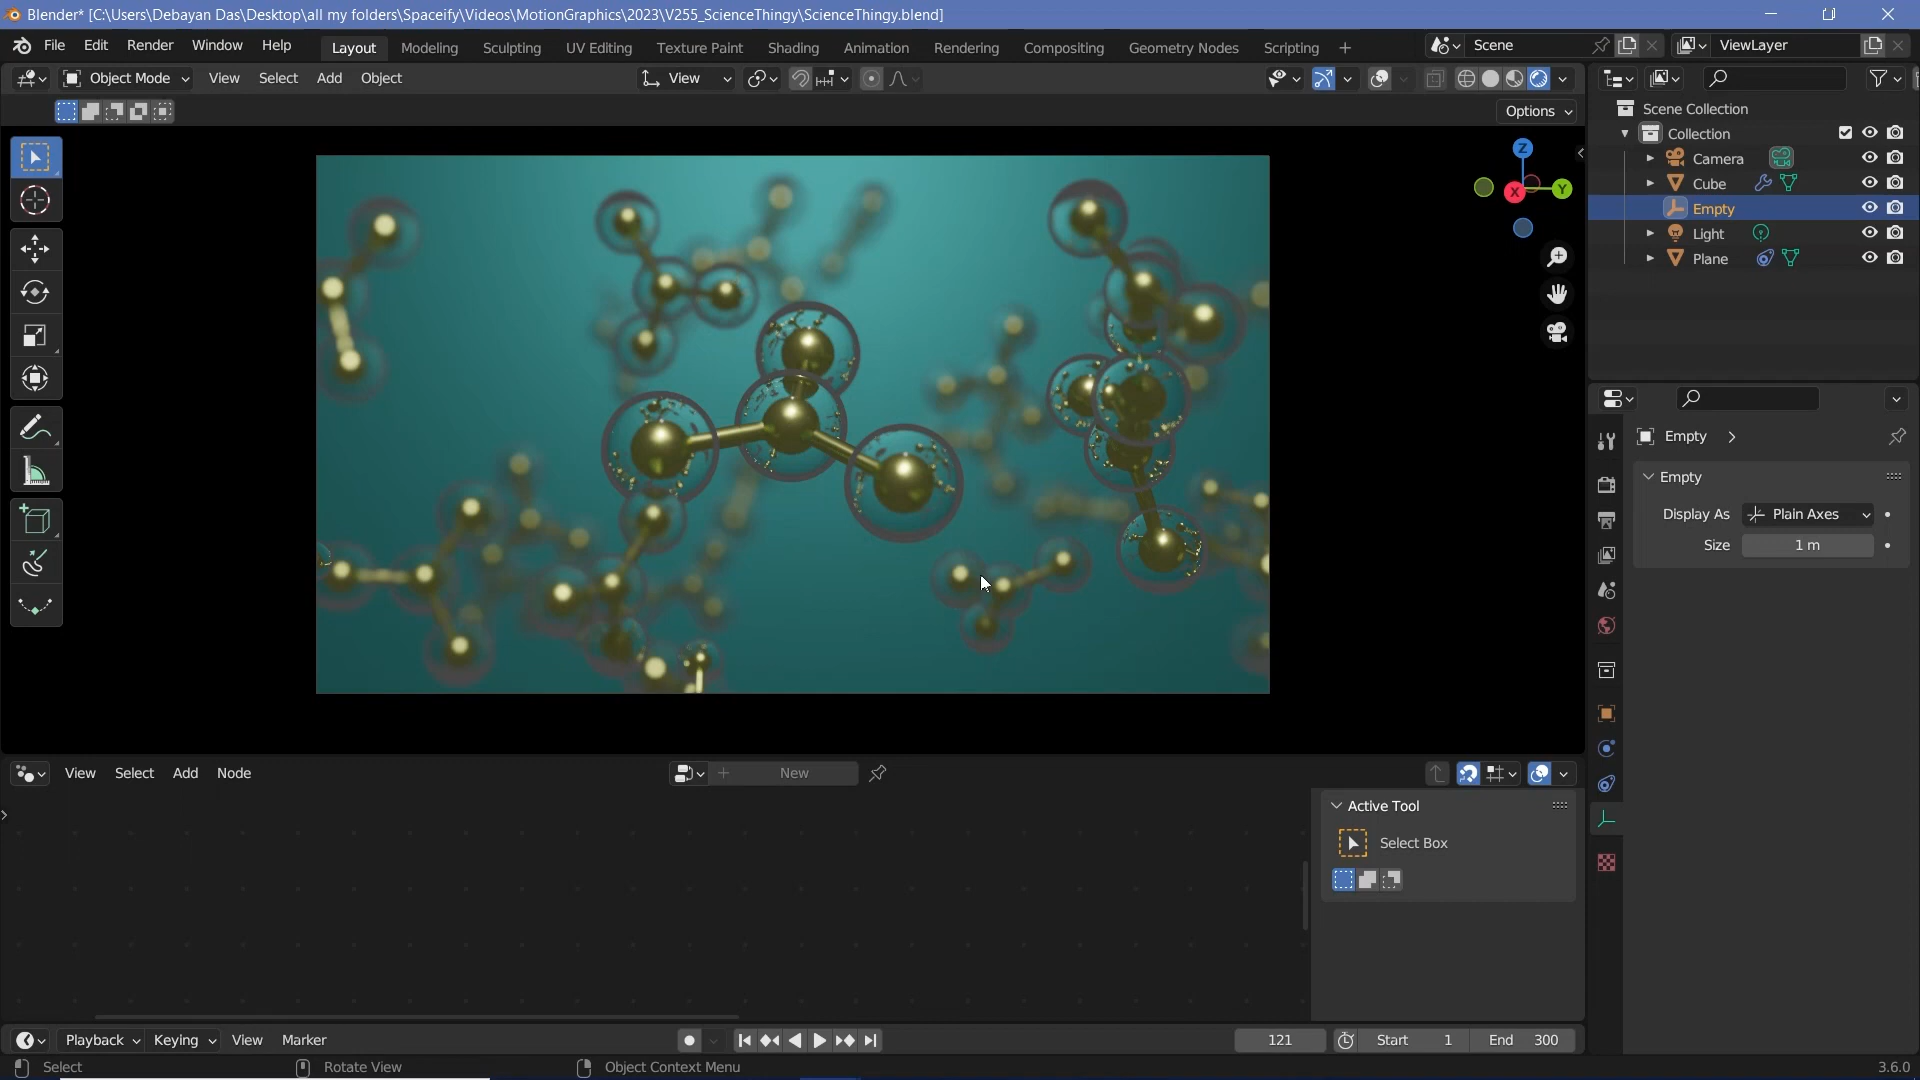 Blender* [C:\Users\Debayan Das\Desktop\all my folders\Spaceify\Videos\MotionGraphics\2023\V255_ScienceThingy\ScienceThingy.blend]
File Edit Render Window Help Layout Modeling Sculpting UV Editing Texture Paint Shading Animation Rendering Compositing Geometry Nodes Scripting + Scene ViewLayer
Object Mode View Select Add Object View
Options
Scene Collection
Collection
Camera
Cube
Empty
Light
Plane
Z
X
Y
Empty
Empty
Display As Plain Axes
Size 1 m
View Select Add Node New
Active Tool
Select Box
Playback Keying View Marker 121 Start 1 End 300
Select Rotate View Object Context Menu 3.6.0